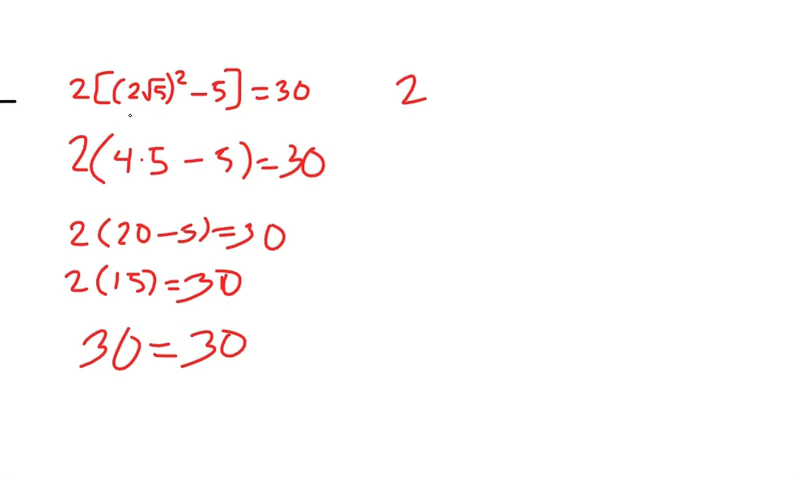 2[(2√5)² - 5] = 30 2
2(4·5 - 5) = 30
2(20 - 5) = 30
2(15) = 30
30 = 30